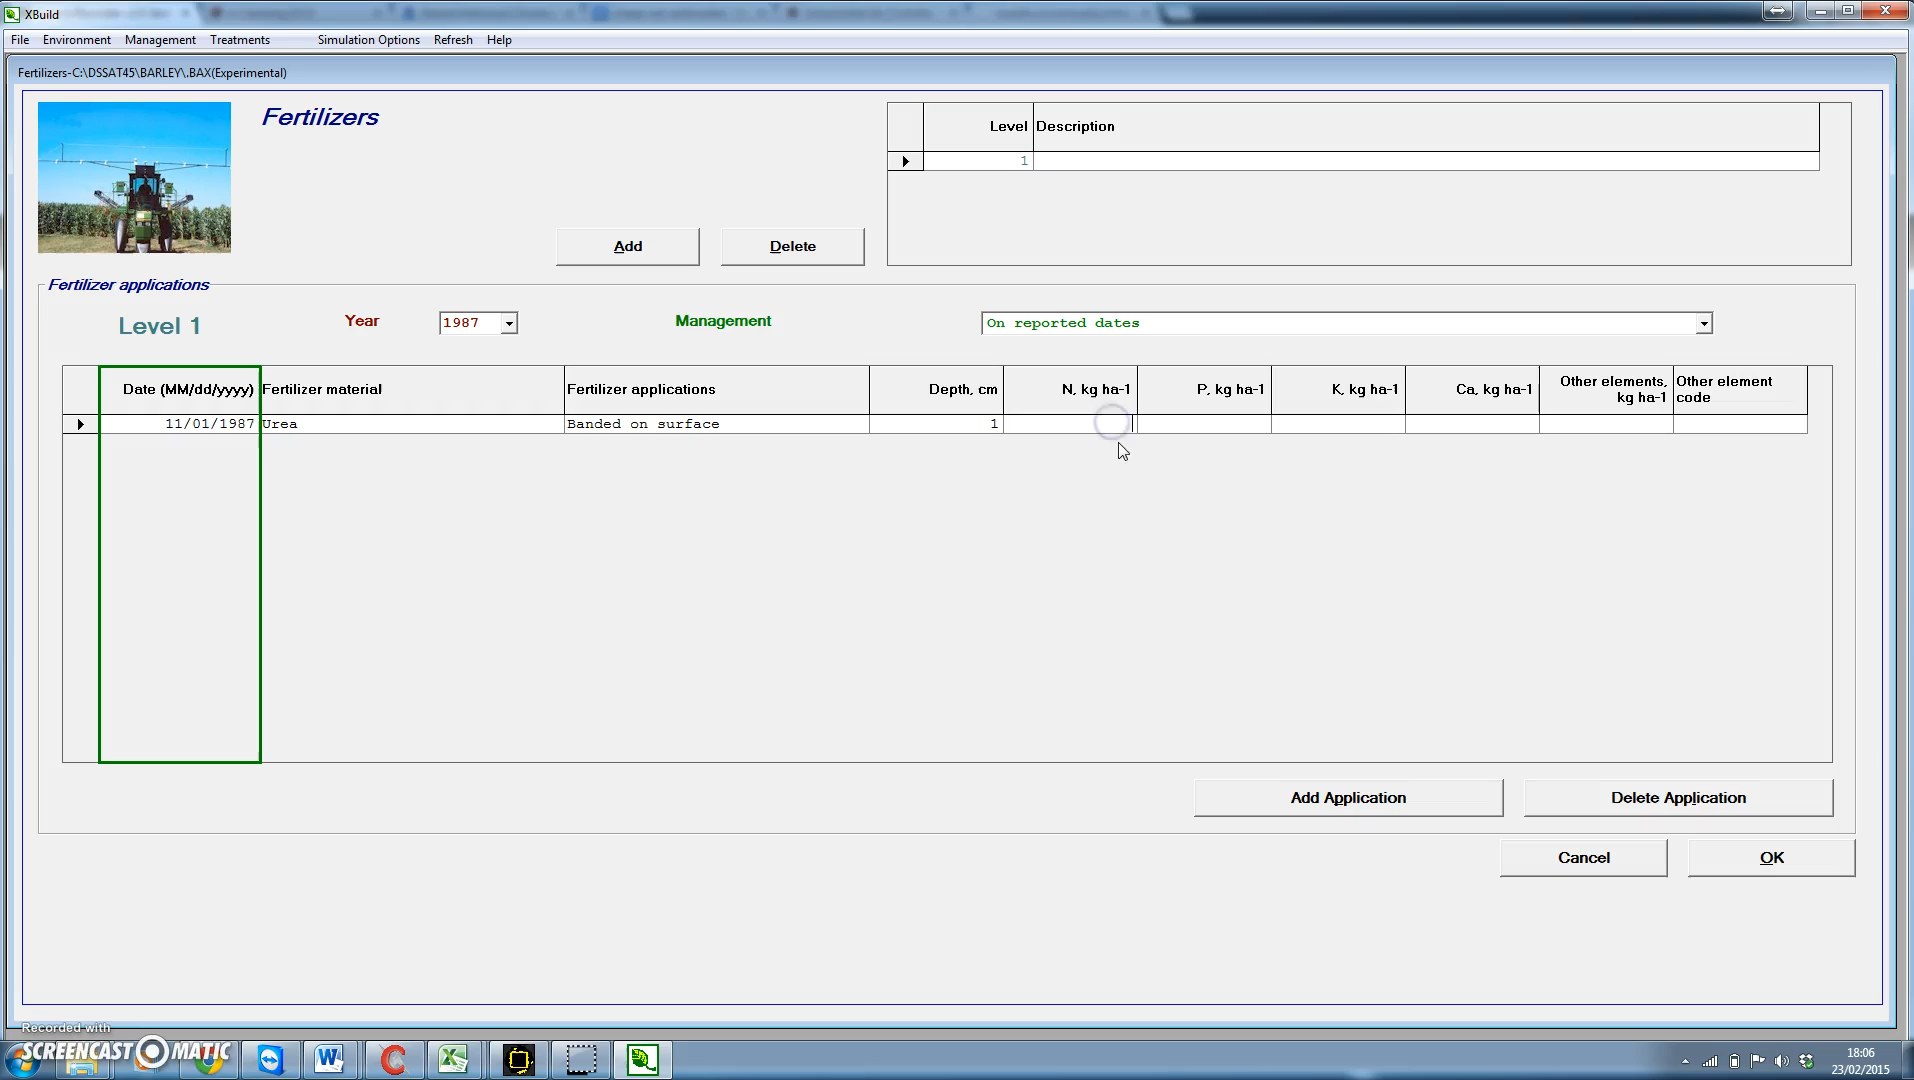 XBuild
File Environment Management Treatments Simulation Options Refresh Help
Fertilizers-C:\DSSAT45\BARLEY\.BAX(Experimental)
Fertilizers
Level Description
1
Add Delete
Fertilizer applications
Level 1 Year 1987 Management On reported dates
Date (MM/dd/yyyy) Fertilizer material Fertilizer applications Depth, cm N, kg ha-1 P, kg ha-1 K, kg ha-1 Ca, kg ha-1 Other elements, kg ha-1 Other element code
11/01/1987 Urea Banded on surface 1
Add Application Delete Application
Cancel OK
Recorded with
SCREENCAST O MATIC
18:06
23/02/2015